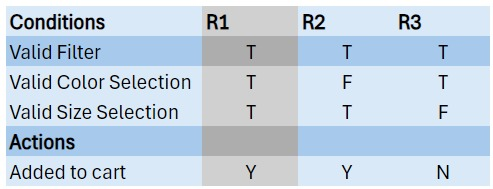 Conditions R1 R2 R3
Valid Filter T T T
Valid Color Selection T F T
Valid Size Selection T T F
Actions
Added to cart Y Y N